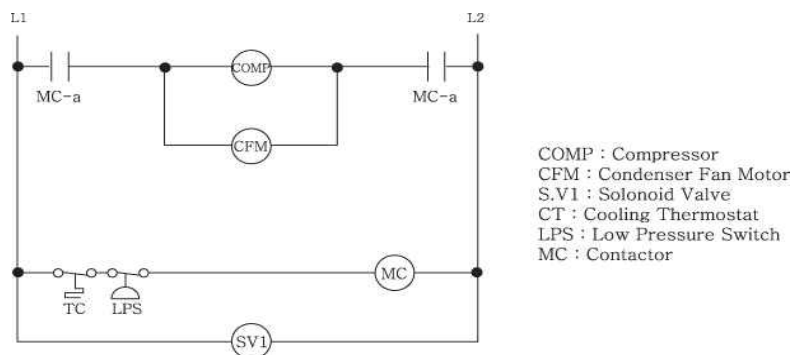 L1
L2
COMP
MC-a
MC-a
CFM
COMP : Compressor
CFM : Condenser Fan Motor
S.V1 : Solonoid Valve
CT : Cooling Thermostat
LPS : Low Pressure Switch
MC : Contactor
MC
TC
LPS
SV1